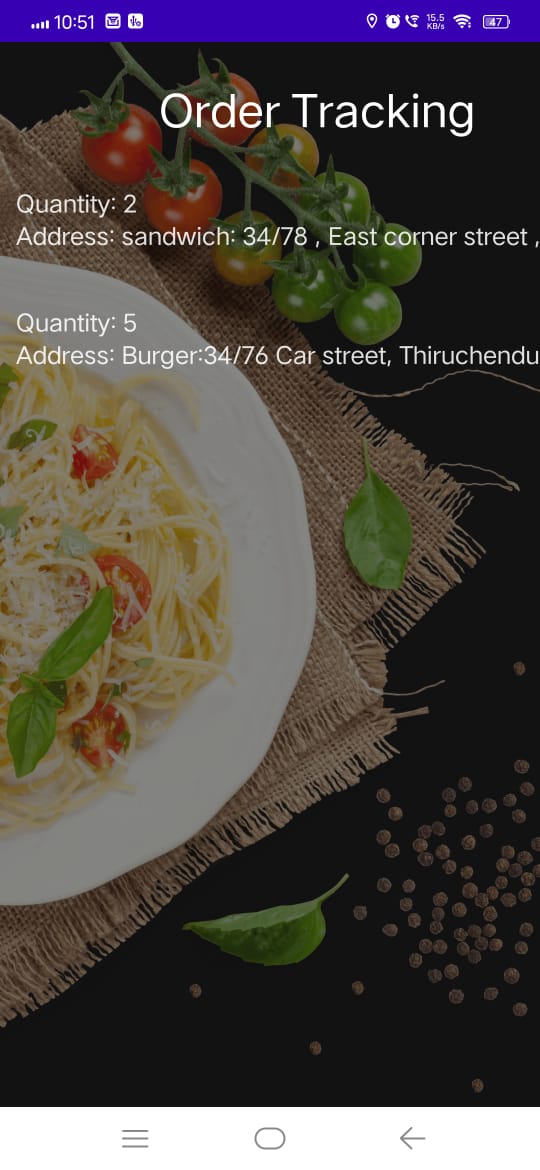 10:51
15.5
KB/s
47
Order Tracking
Quantity: 2
Address: sandwich: 34/78 , East corner street ,
Quantity: 5
Address: Burger:34/76 Car street, Thiruchendu